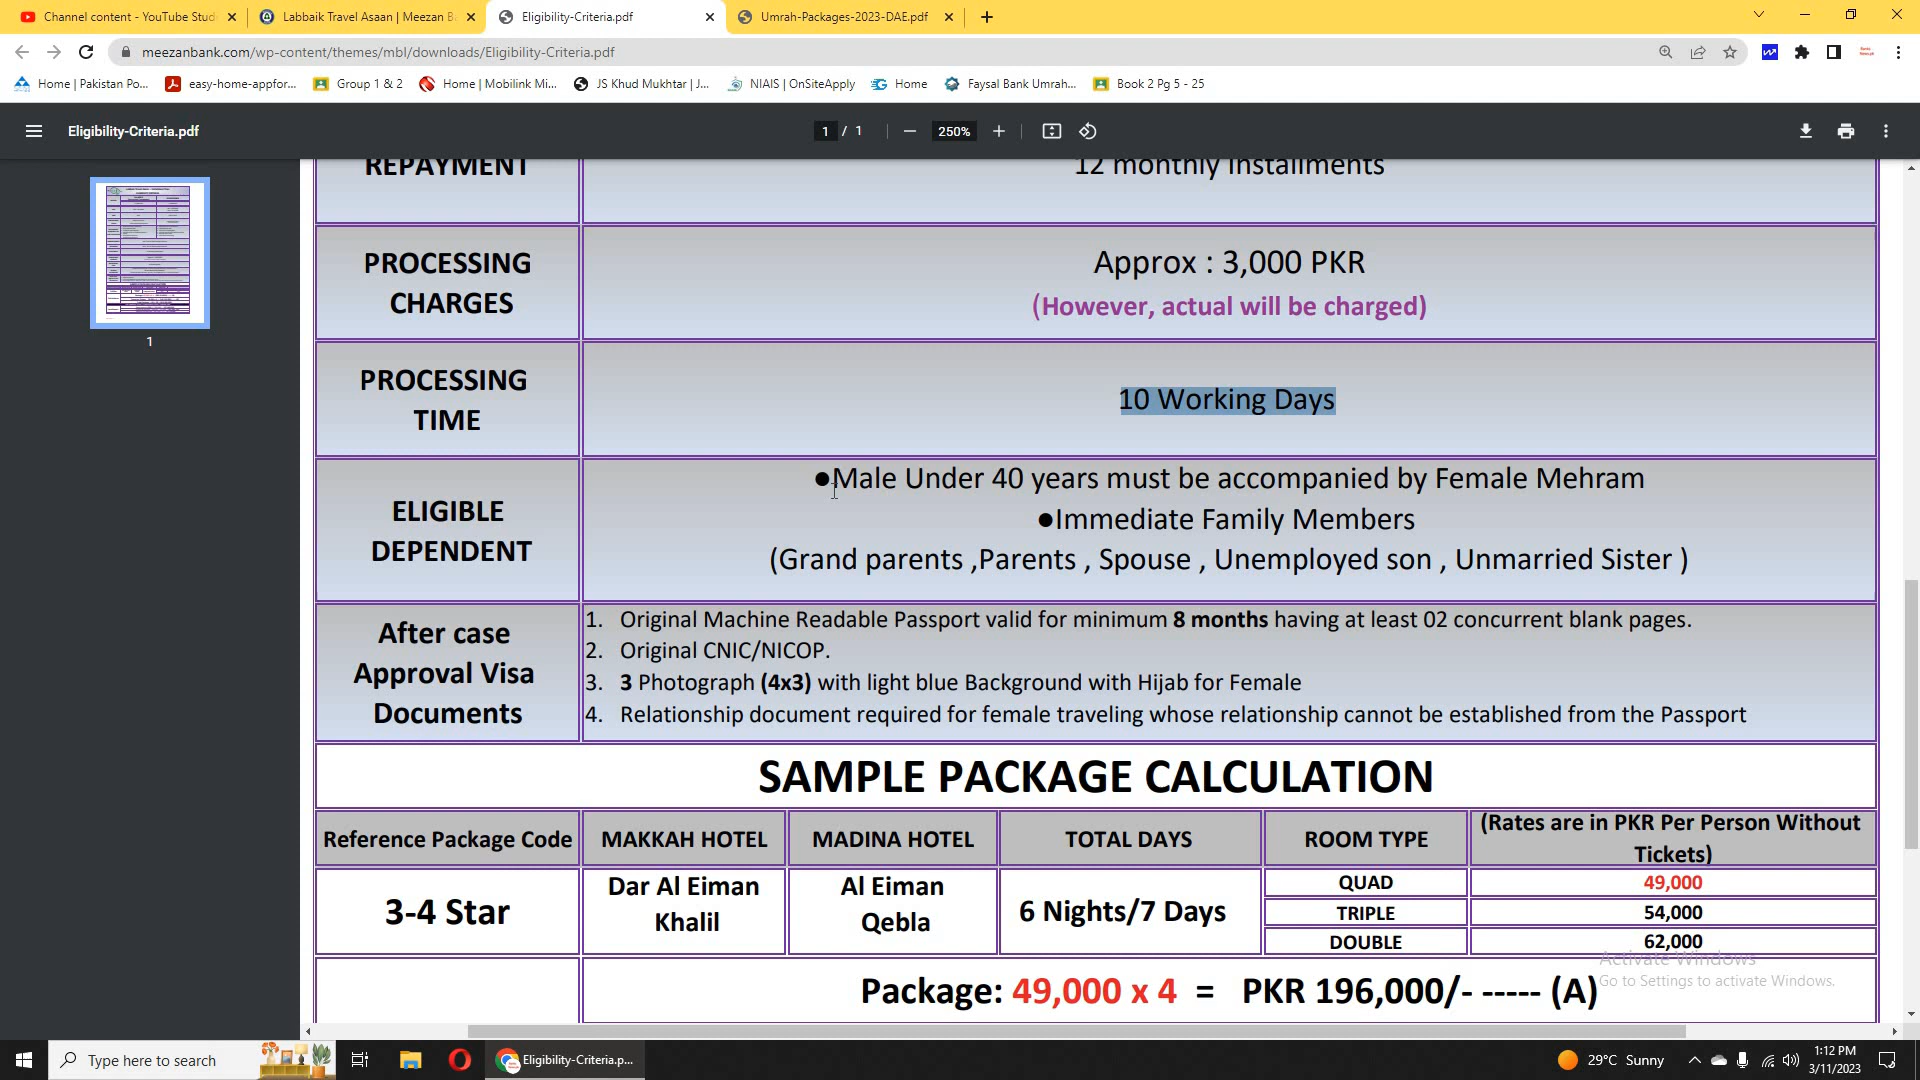 Channel content - YouTube Stud
Labbaik Travel Asaan | Meezan B
Eligibility-Criteria.pdf
Umrah-Packages-2023-DAE.pdf
meezanbank.com/wp-content/themes/mbl/downloads/Eligibility-Criteria.pdf
Home | Pakistan Po...
easy-home-appfor...
Group 1 & 2
Home | Mobilink Mi...
JS Khud Mukhtar | J...
NIAIS | OnSiteApply
Home
Faysal Bank Umrah...
Book 2 Pg 5 - 25
Eligibility-Criteria.pdf
1 / 1
250%
1
REPAYMENT
12 monthly Installments
PROCESSING
CHARGES
Approx : 3,000 PKR
(However, actual will be charged)
PROCESSING
TIME
10 Working Days
ELIGIBLE
DEPENDENT
●Male Under 40 years must be accompanied by Female Mehram
●Immediate Family Members
(Grand parents ,Parents , Spouse , Unemployed son , Unmarried Sister )
After case
Approval Visa
Documents
1. Original Machine Readable Passport valid for minimum 8 months having at least 02 concurrent blank pages.
2. Original CNIC/NICOP.
3. 3 Photograph (4x3) with light blue Background with Hijab for Female
4. Relationship document required for female traveling whose relationship cannot be established from the Passport
SAMPLE PACKAGE CALCULATION
Reference Package Code
MAKKAH HOTEL
MADINA HOTEL
TOTAL DAYS
ROOM TYPE
(Rates are in PKR Per Person Without
Tickets)
3-4 Star
Dar Al Eiman
Khalil
Al Eiman
Qebla
6 Nights/7 Days
QUAD
49,000
TRIPLE
54,000
DOUBLE
62,000
Package: 49,000 x 4 = PKR 196,000/- ----- (A)
Activate Windows
Go to Settings to activate Windows.
Type here to search
Eligibility-Criteria.p...
29°C Sunny
1:12 PM
3/11/2023